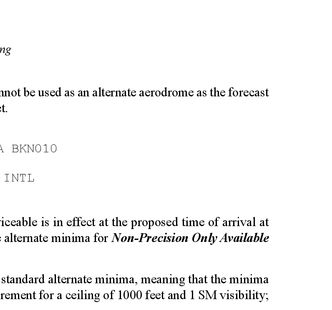 ng
nnot be used as an alternate aerodrome as the forecast
t.
A BKN010
INTL
iceable is in effect at the proposed time of arrival at
alternate minima for Non-Precision Only Available
standard alternate minima, meaning that the minima
rement for a ceiling of 1000 feet and 1 SM visibility;